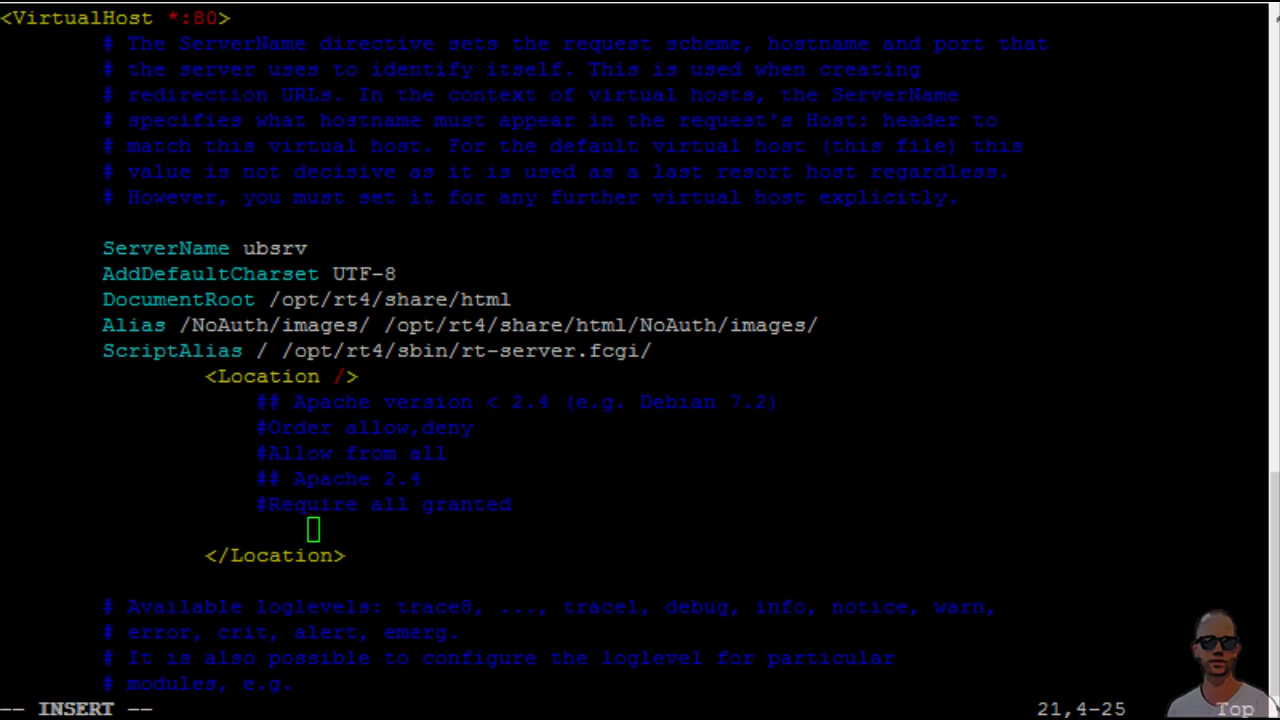 <VirtualHost *:80>
# The ServerName directive sets the request scheme, hostname and port that
# the server uses to identify itself. This is used when creating
# redirection URLs. In the context of virtual hosts, the ServerName
# specifies what hostname must appear in the request's Host: header to
# match this virtual host. For the default virtual host (this file) this
# value is not decisive as it is used as a last resort host regardless.
# However, you must set it for any further virtual host explicitly.
ServerName ubsrv
AddDefaultCharset UTF-8
DocumentRoot /opt/rt4/share/html
Alias /NoAuth/images/ /opt/rt4/share/html/NoAuth/images/
ScriptAlias / /opt/rt4/sbin/rt-server.fcgi/
<Location />
## Apache version < 2.4 (e.g. Debian 7.2)
#Order allow,deny
#Allow from all
## Apache 2.4
#Require all granted
</Location>
# Available loglevels: trace8, ..., trace1, debug, info, notice, warn,
# error, crit, alert, emerg.
# It is also possible to configure the loglevel for particular
# modules, e.g.
-- INSERT -- 21,4-25 Top